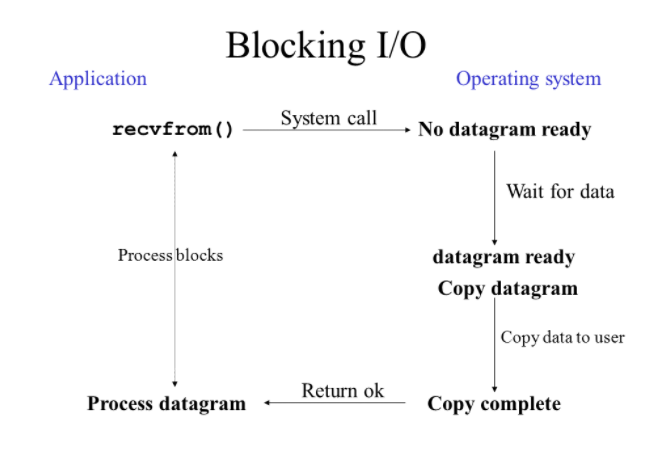 Blocking I/O
Application
Operating system
recvfrom()
System call
No datagram ready
Wait for data
Process blocks
datagram ready
Copy datagram
Copy data to user
Process datagram
Return ok
Copy complete